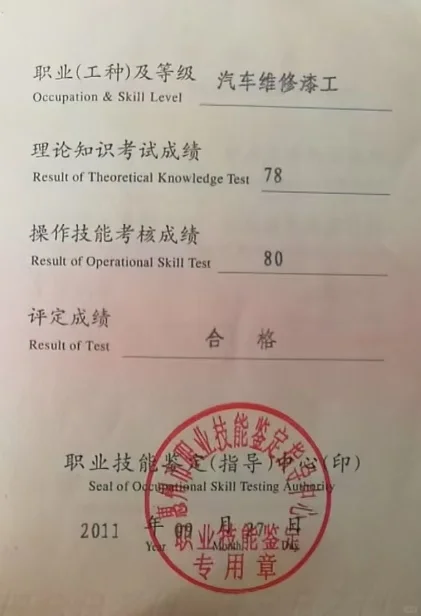 职业(工种)及等级 汽车维修漆工
Occupation & Skill Level
理论知识考试成绩
Result of Theoretical Knowledge Test 78
操作技能考核成绩
Result of Operational Skill Test 80
评定成绩 合 格
Result of Test
职业技能鉴定(指导)中心(印)
Seal of Occupational Skill Testing Authority
2011 年 09 月 27 日
Year Month Day
职业技能鉴定
专用章